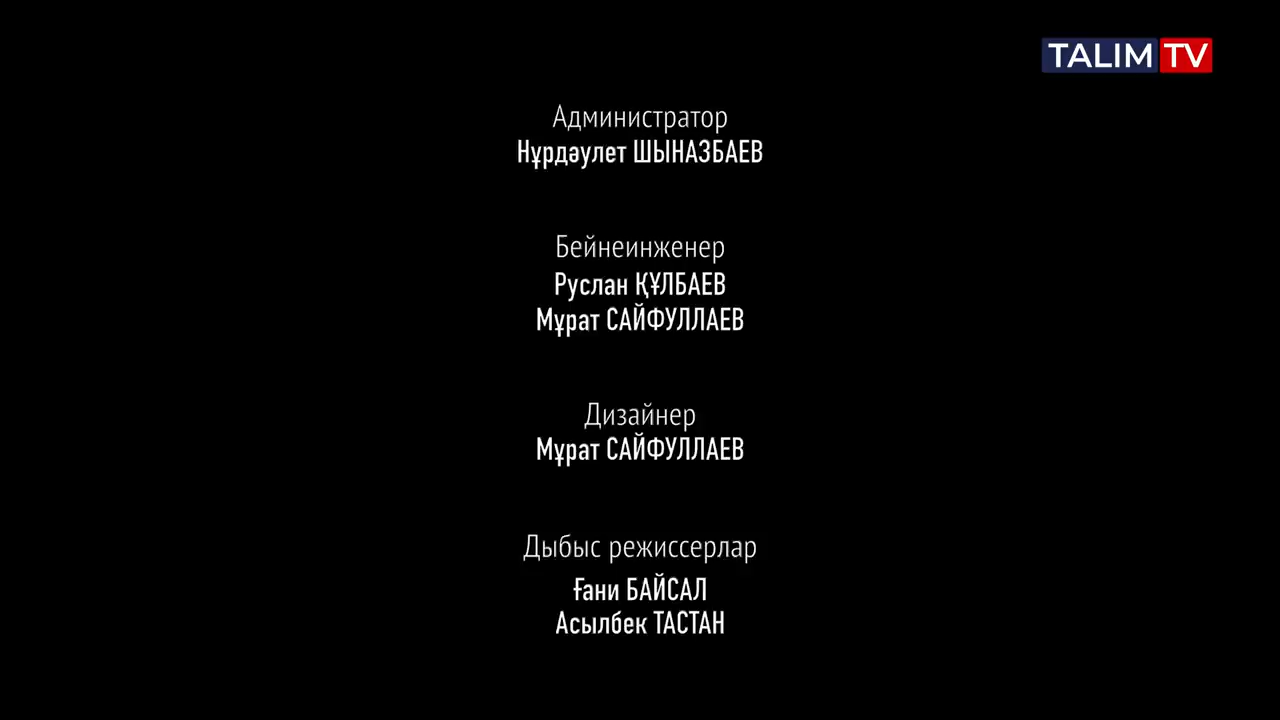 TALIM TV
Администратор
Нұрдәулет ШЫНАЗБАЕВ
Бейнеинженер
Руслан ҚҰЛБАЕВ
Мұрат САЙФУЛЛАЕВ
Дизайнер
Мұрат САЙФУЛЛАЕВ
Дыбыс режиссерлар
Ғани БАЙСАЛ
Асылбек ТАСТАН